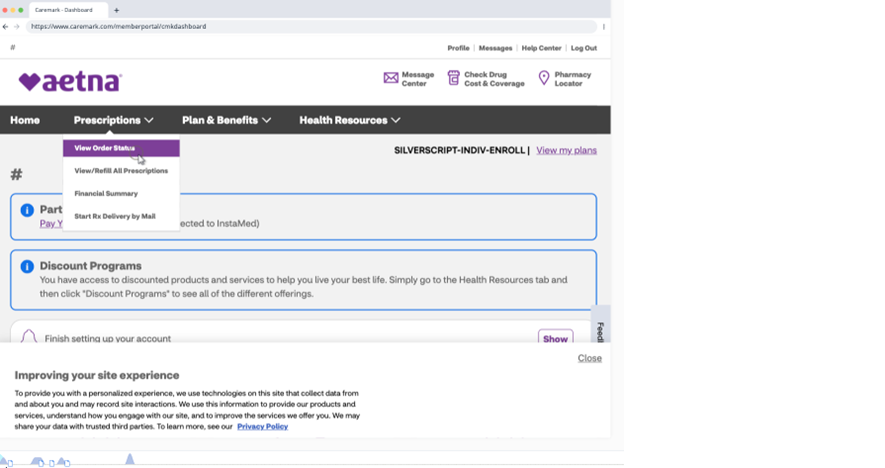 Caremark - Dashboard
https://www.caremark.com/memberportal/cmkdashboard
#
Profile | Messages | Help Center | Log Out
aetna
Message Center
Check Drug Cost & Coverage
Pharmacy Locator
Home Prescriptions Plan & Benefits Health Resources
View Order Status
View/Refill All Prescriptions
Financial Summary
Start Rx Delivery by Mail
SILVERSCRIPT-INDIV-ENROLL | View my plans
#
Part
Pay Y ected to InstaMed)
Discount Programs
You have access to discounted products and services to help you live your best life. Simply go to the Health Resources tab and
then click "Discount Programs" to see all of the different offerings.
Finish setting up your account
Show
Feed
Close
Improving your site experience
To provide you with a personalized experience, we use technologies on this site that collect data from
and about you and may record site interactions. We use this information to provide our products and
services, understand how you engage with our site, and to improve the services we offer you. We may
share your data with trusted third parties. To learn more, see our Privacy Policy